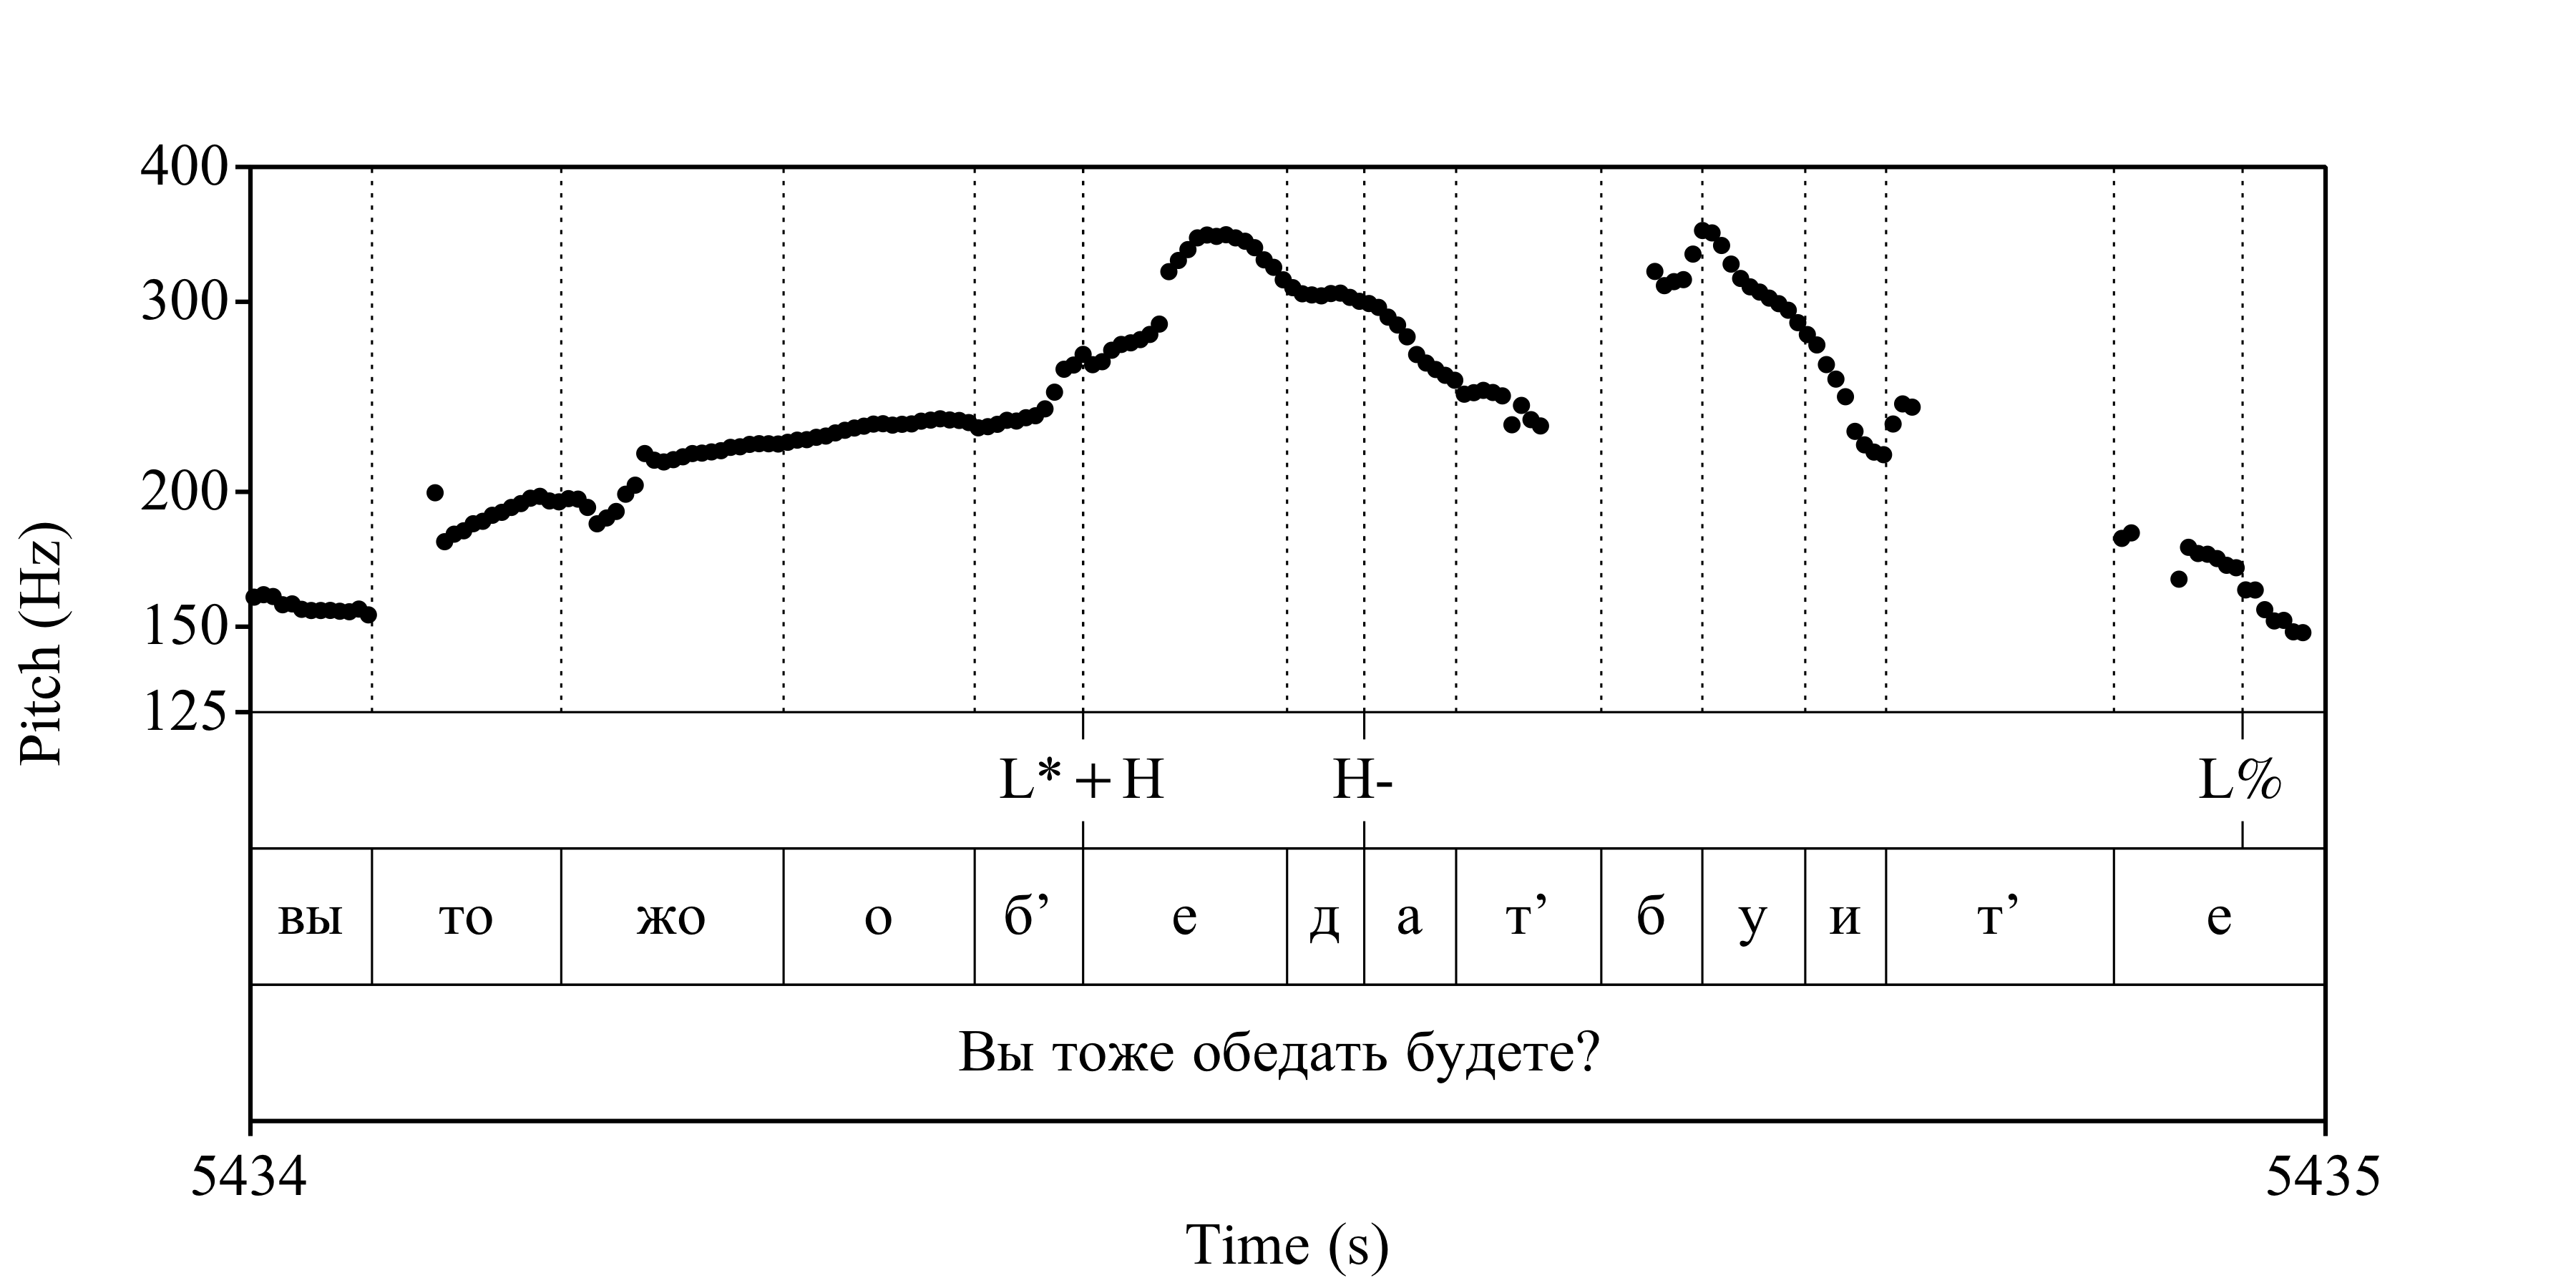 400
300
200
150
125
Pitch (Hz)
L* + H H- L%
вы то жо о б’ е д а т’ б у и т’ е
Вы тоже обедать будете?
5434 5435
Time (s)